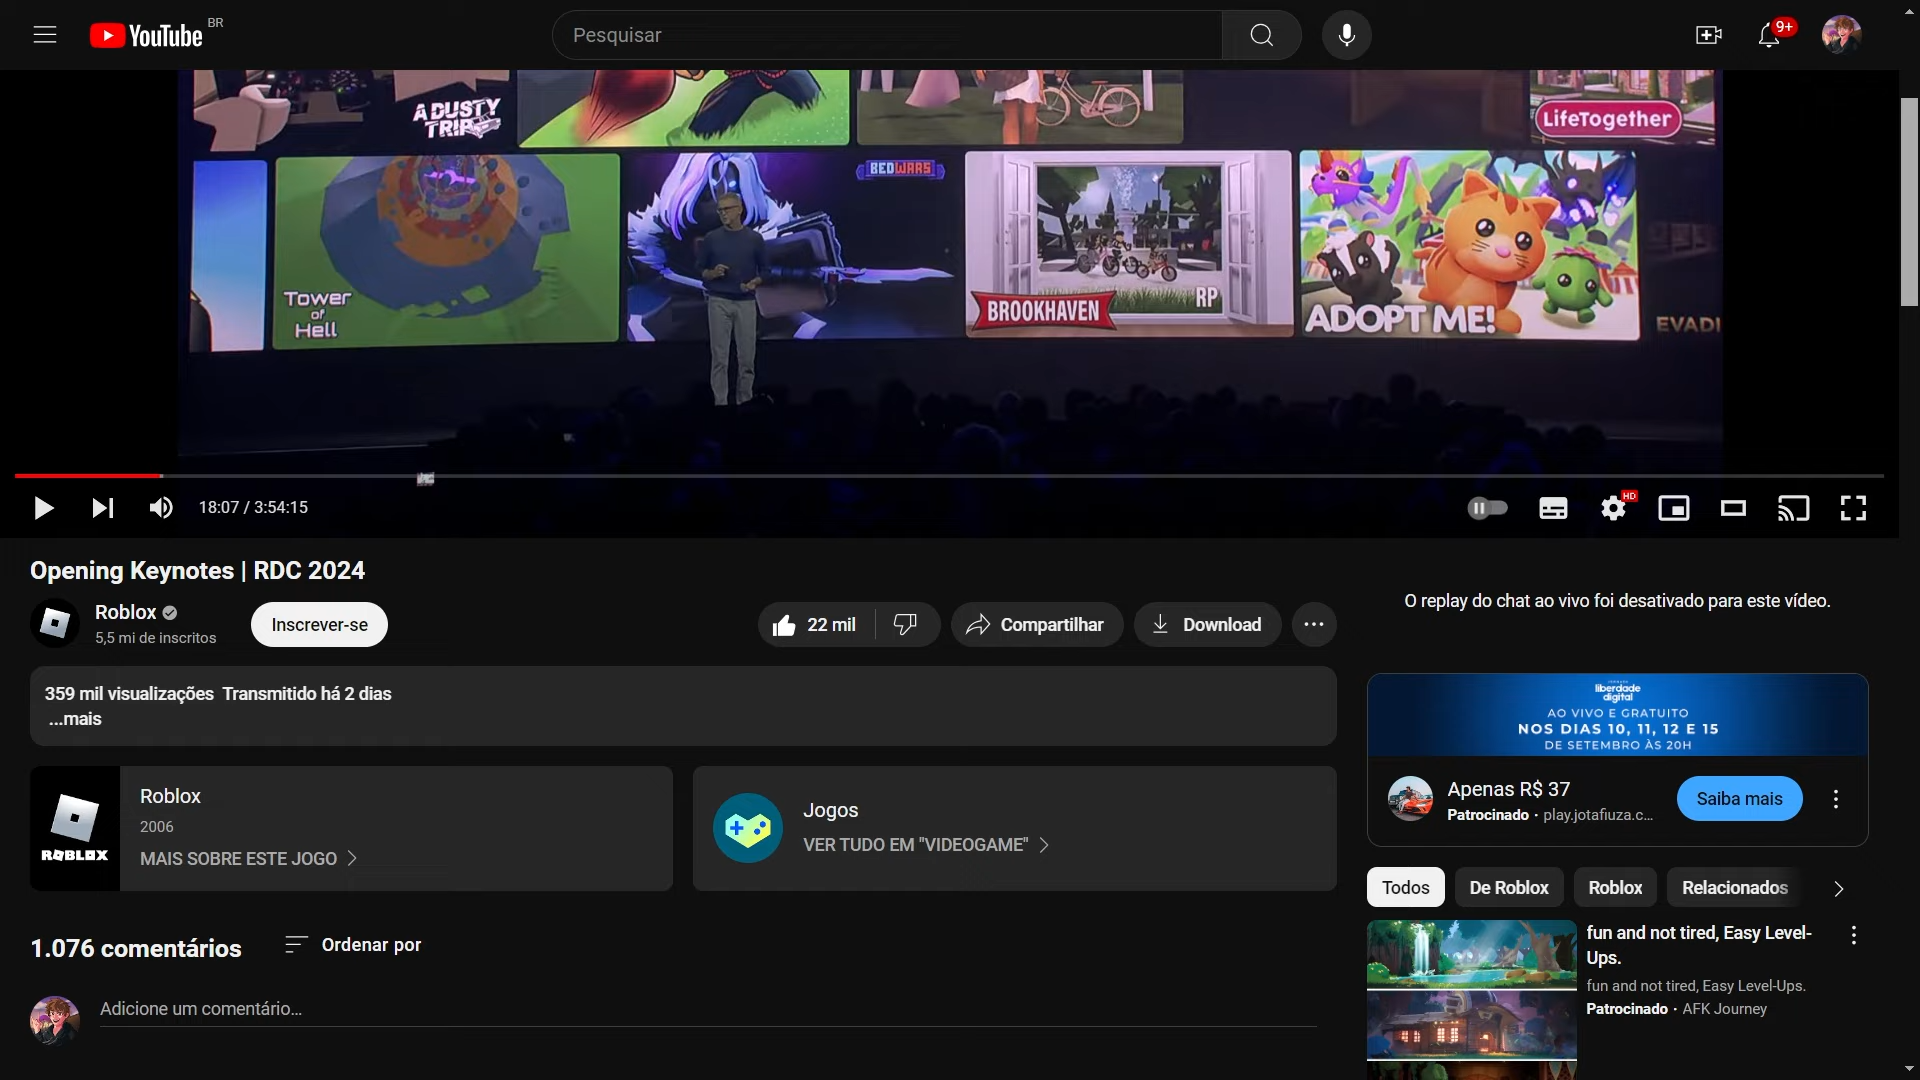 YouTube BR
Pesquisar
9+
A DUSTY
TRIP
LifeTogether
BEDWARS
Tower
of
Hell
BROOKHAVEN
RP
ADOPT ME!
EVADI
18:07 / 3:54:15
HD
Opening Keynotes | RDC 2024
Roblox
5,5 mi de inscritos
Inscrever-se
22 mil
Compartilhar
Download
O replay do chat ao vivo foi desativado para este vídeo.
359 mil visualizações Transmitido há 2 dias
...mais
liberdade
digital
AO VIVO E GRATUITO
NOS DIAS 10, 11, 12 E 15
DE SETEMBRO ÀS 20H
Apenas R$ 37
Patrocinado · play.jotafiuza.c...
Saiba mais
ROBLOX
Roblox
2006
MAIS SOBRE ESTE JOGO
Jogos
VER TUDO EM "VIDEOGAME"
Todos
De Roblox
Roblox
Relacionados
1.076 comentários
Ordenar por
Adicione um comentário...
fun and not tired, Easy Level-
Ups.
fun and not tired, Easy Level-Ups.
Patrocinado · AFK Journey